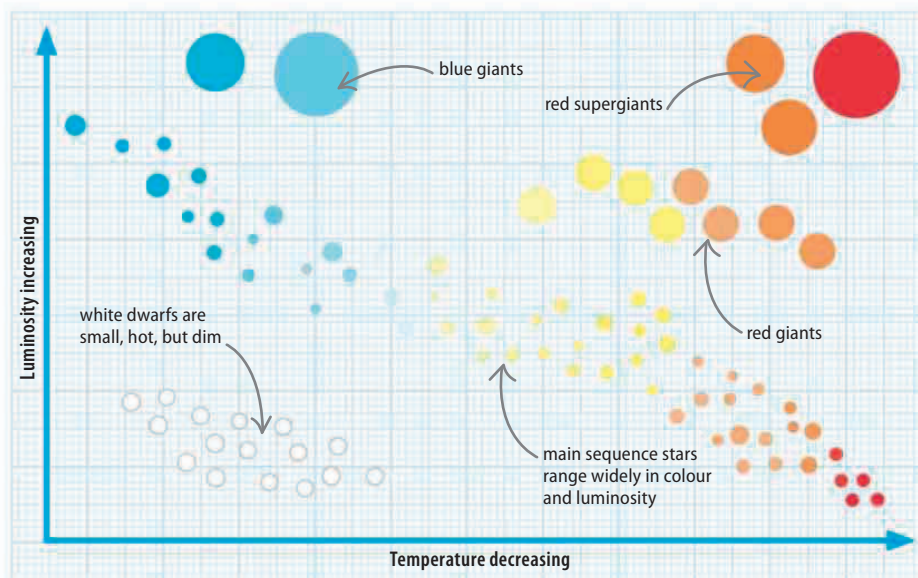 blue giants
red supergiants
Luminosity increasing
white dwarfs are
small, hot, but dim
red giants
main sequence stars
range widely in colour
and luminosity
Temperature decreasing